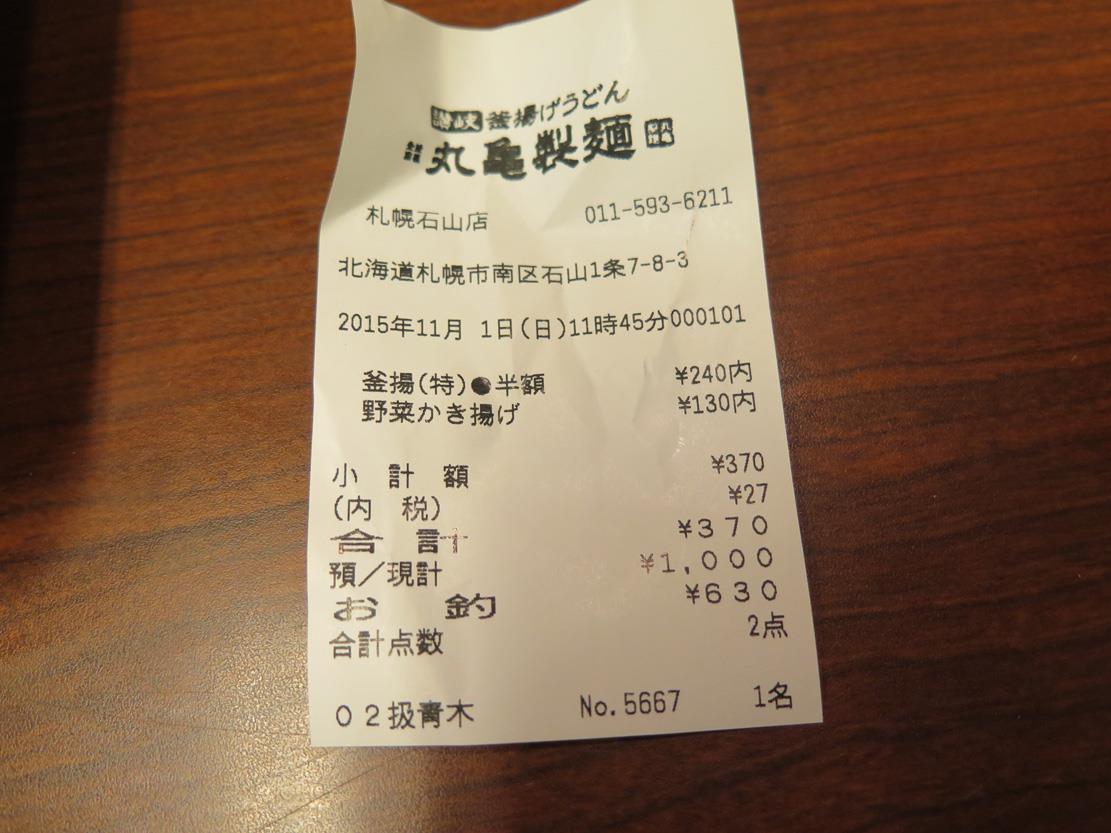 讃岐 釜揚げうどん
丸亀製麺
札幌石山店 011-593-6211
北海道札幌市南区石山1条7-8-3
2015年11月 1日(日)11時45分000101
釜揚(特)●半額 ¥240内
野菜かき揚げ ¥130内
小 計 額 ¥370
(内 税) ¥27
合 計 ¥370
預／現計 ¥1,000
お 釣 ¥630
合計点数 2点
02扱青木 No.5667 1名